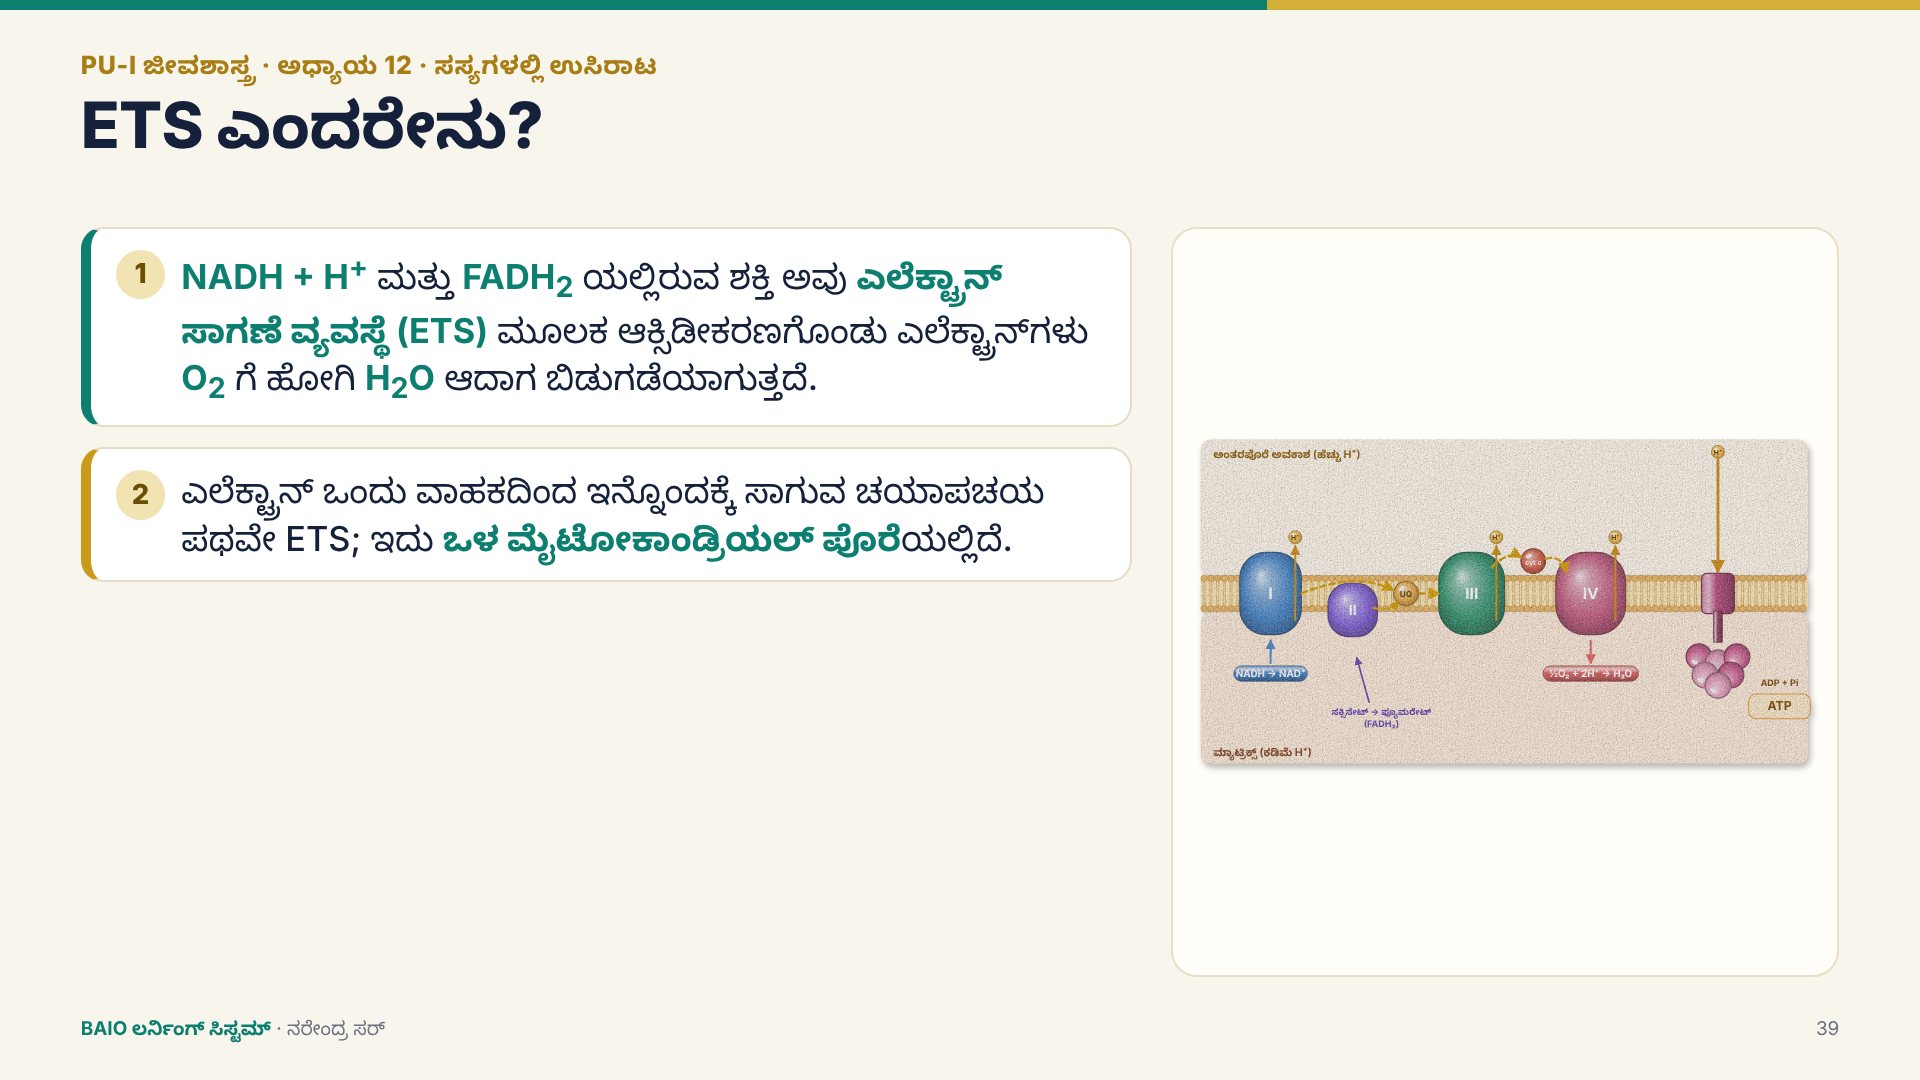 PU-I ಜೀವಶಾಸ್ತ್ರ · ಅಧ್ಯಾಯ 12 · ಸಸ್ಯಗಳಲ್ಲಿ ಉಸಿರಾಟ
ETS ಎಂದರೇನು?
1
NADH + H⁺ ಮತ್ತು FADH₂ ಯಲ್ಲಿರುವ ಶಕ್ತಿ ಅವು ಎಲೆಕ್ಟ್ರಾನ್
ಸಾಗಣೆ ವ್ಯವಸ್ಥೆ (ETS) ಮೂಲಕ ಆಕ್ಸಿಡೀಕರಣಗೊಂಡು ಎಲೆಕ್ಟ್ರಾನ್‌ಗಳು
O₂ ಗೆ ಹೋಗಿ H₂O ಆದಾಗ ಬಿಡುಗಡೆಯಾಗುತ್ತದೆ.
2
ಎಲೆಕ್ಟ್ರಾನ್ ಒಂದು ವಾಹಕದಿಂದ ಇನ್ನೊಂದಕ್ಕೆ ಸಾಗುವ ಚಯಾಪಚಯ
ಪಥವೇ ETS; ಇದು ಒಳ ಮೈಟೋಕಾಂಡ್ರಿಯಲ್ ಪೊರೆಯಲ್ಲಿದೆ.
ಅಂತರಪೊರೆ ಅವಕಾಶ (ಹೆಚ್ಚು H⁺)
H⁺
H⁺
H⁺
H⁺
cyt c
I
II
UQ
III
IV
NADH → NAD⁺
½O₂ + 2H⁺ → H₂O
ಸಕ್ಸಿನೇಟ್ → ಫ್ಯೂಮರೇಟ್
(FADH₂)
ADP + Pi
ATP
ಮ್ಯಾಟ್ರಿಕ್ಸ್ (ಕಡಿಮೆ H⁺)
BAIO ಲರ್ನಿಂಗ್ ಸಿಸ್ಟಮ್ · ನರೇಂದ್ರ ಸರ್
39